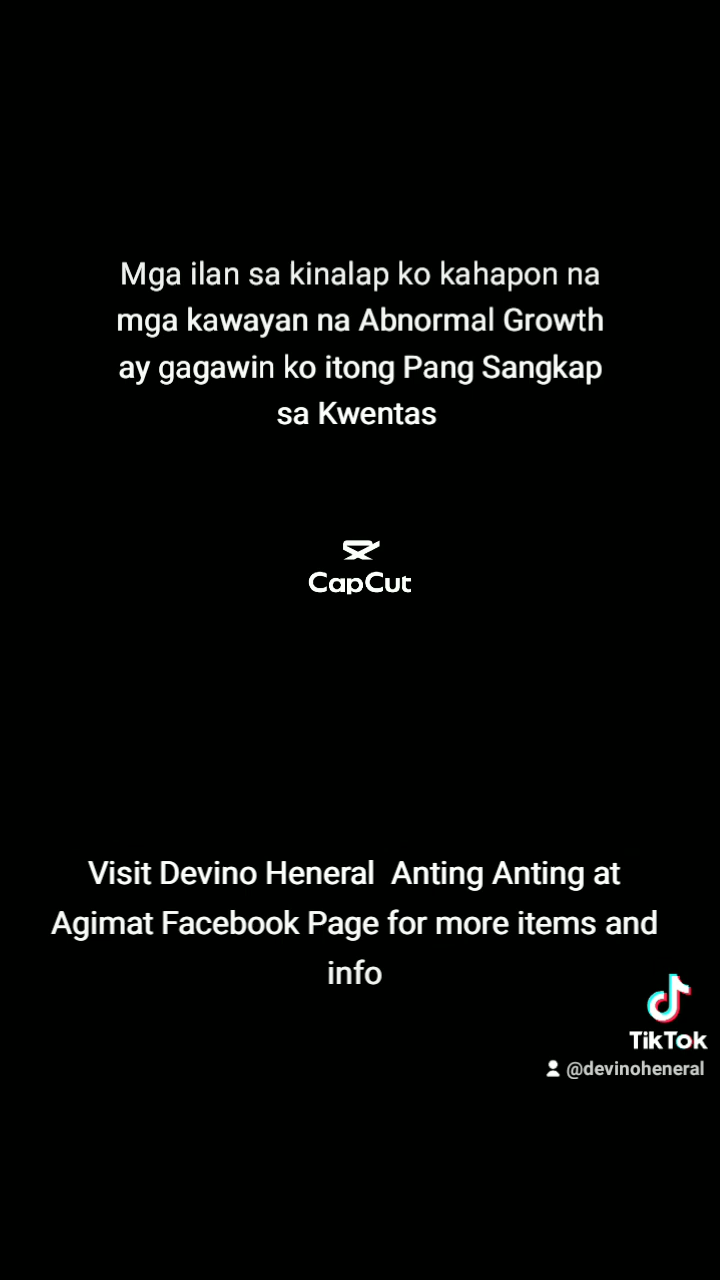 Mga ilan sa kinalap ko kahapon na
mga kawayan na Abnormal Growth
ay gagawin ko itong Pang Sangkap
sa Kwentas
CapCut
Visit Devino Heneral  Anting Anting at
Agimat Facebook Page for more items and
info
TikTok
@devinoheneral